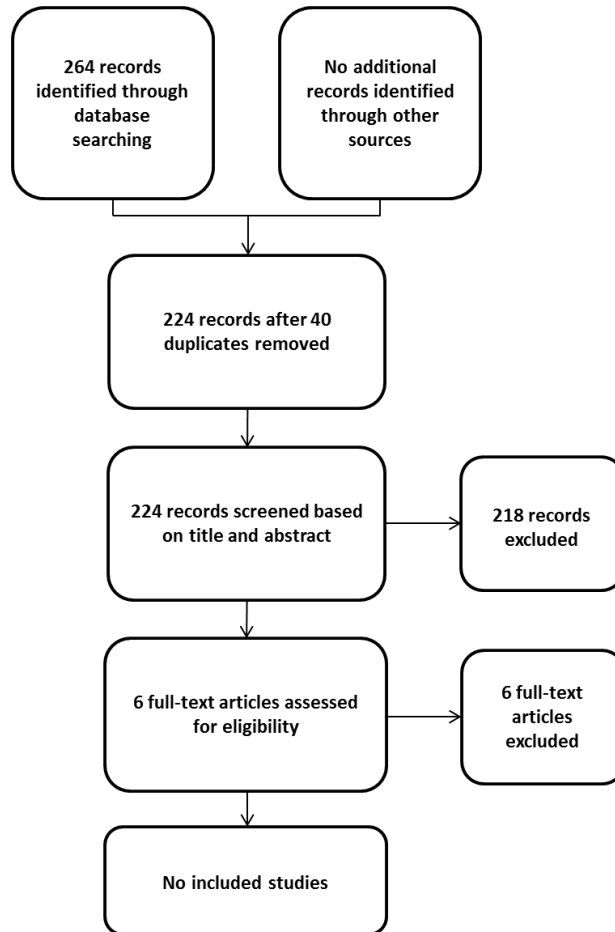 264 records
identified through
database
searching
No additional
records identified
through other
sources
224 records after 40
duplicates removed
224 records screened based
on title and abstract
218 records
excluded
6 full-text articles assessed
for eligibility
6 full-text
articles
excluded
No included studies